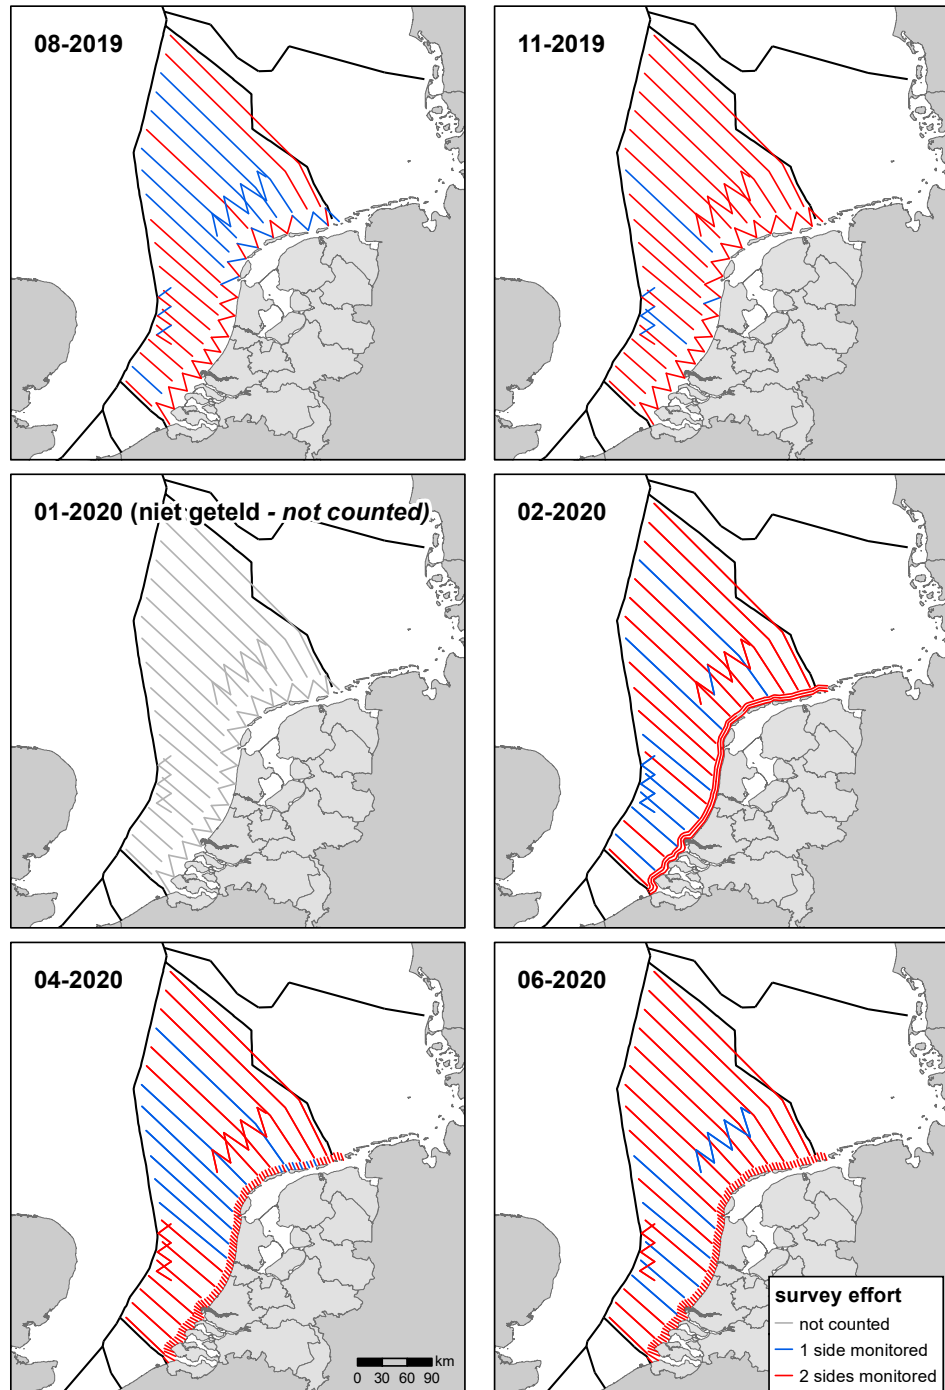 08-2019
11-2019
01-2020 (niet geteld - not counted)
02-2020
04-2020
06-2020
km
0 30 60 90
survey effort
not counted
1 side monitored
2 sides monitored